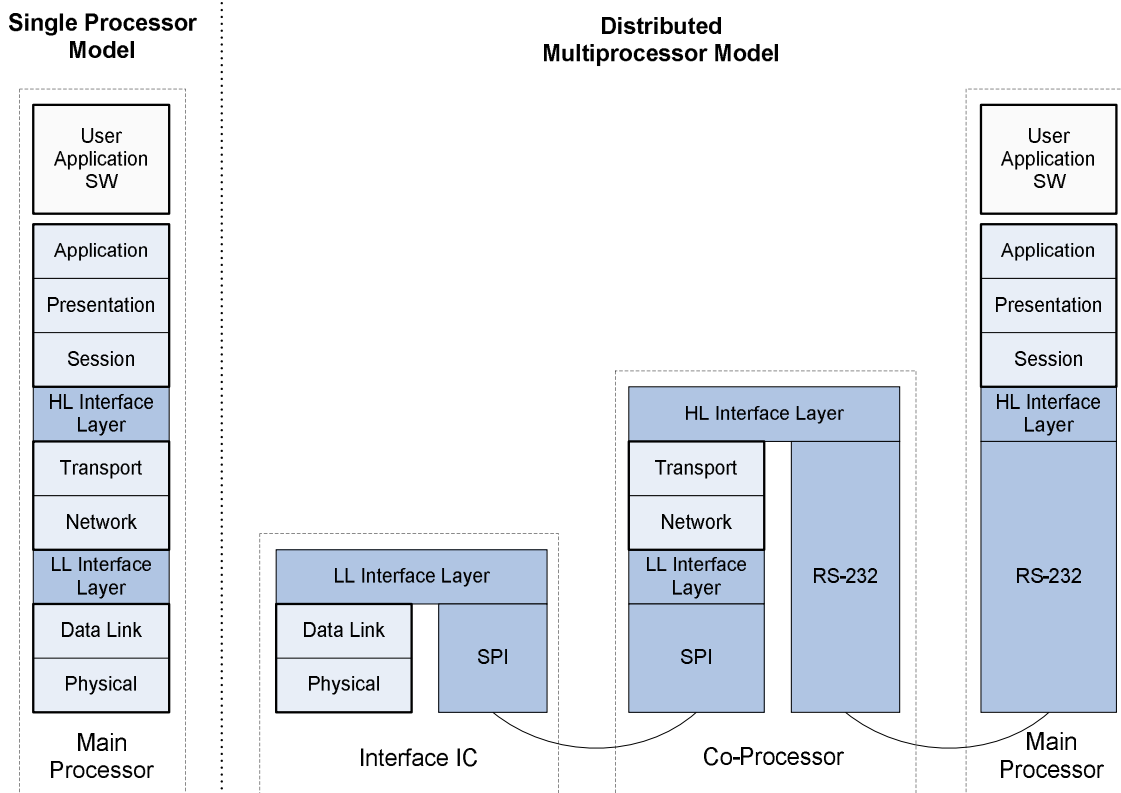 Single Processor
Model
Distributed
Multiprocessor Model
User
Application
SW
Application
Presentation
Session
HL Interface
Layer
Transport
Network
LL Interface
Layer
Data Link
Physical
Main
Processor
LL Interface Layer
Data Link
Physical
SPI
Interface IC
HL Interface Layer
Transport
Network
LL Interface
Layer
SPI
RS-232
Co-Processor
User
Application
SW
Application
Presentation
Session
HL Interface
Layer
RS-232
Main
Processor